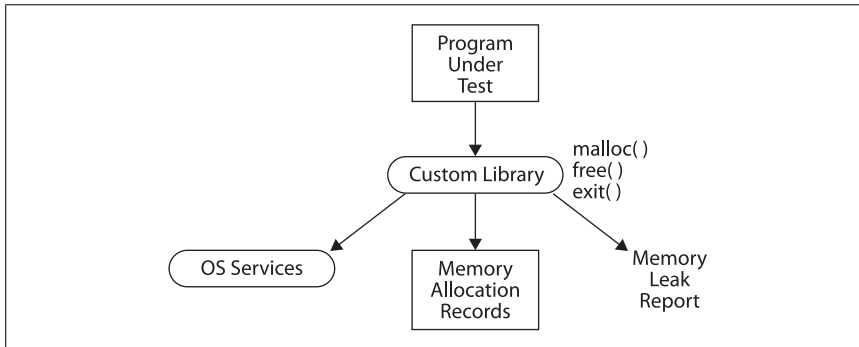 Program
Under
Test
malloc( )
free( )
exit( )
Custom Library
OS Services
Memory
Allocation
Records
Memory
Leak
Report